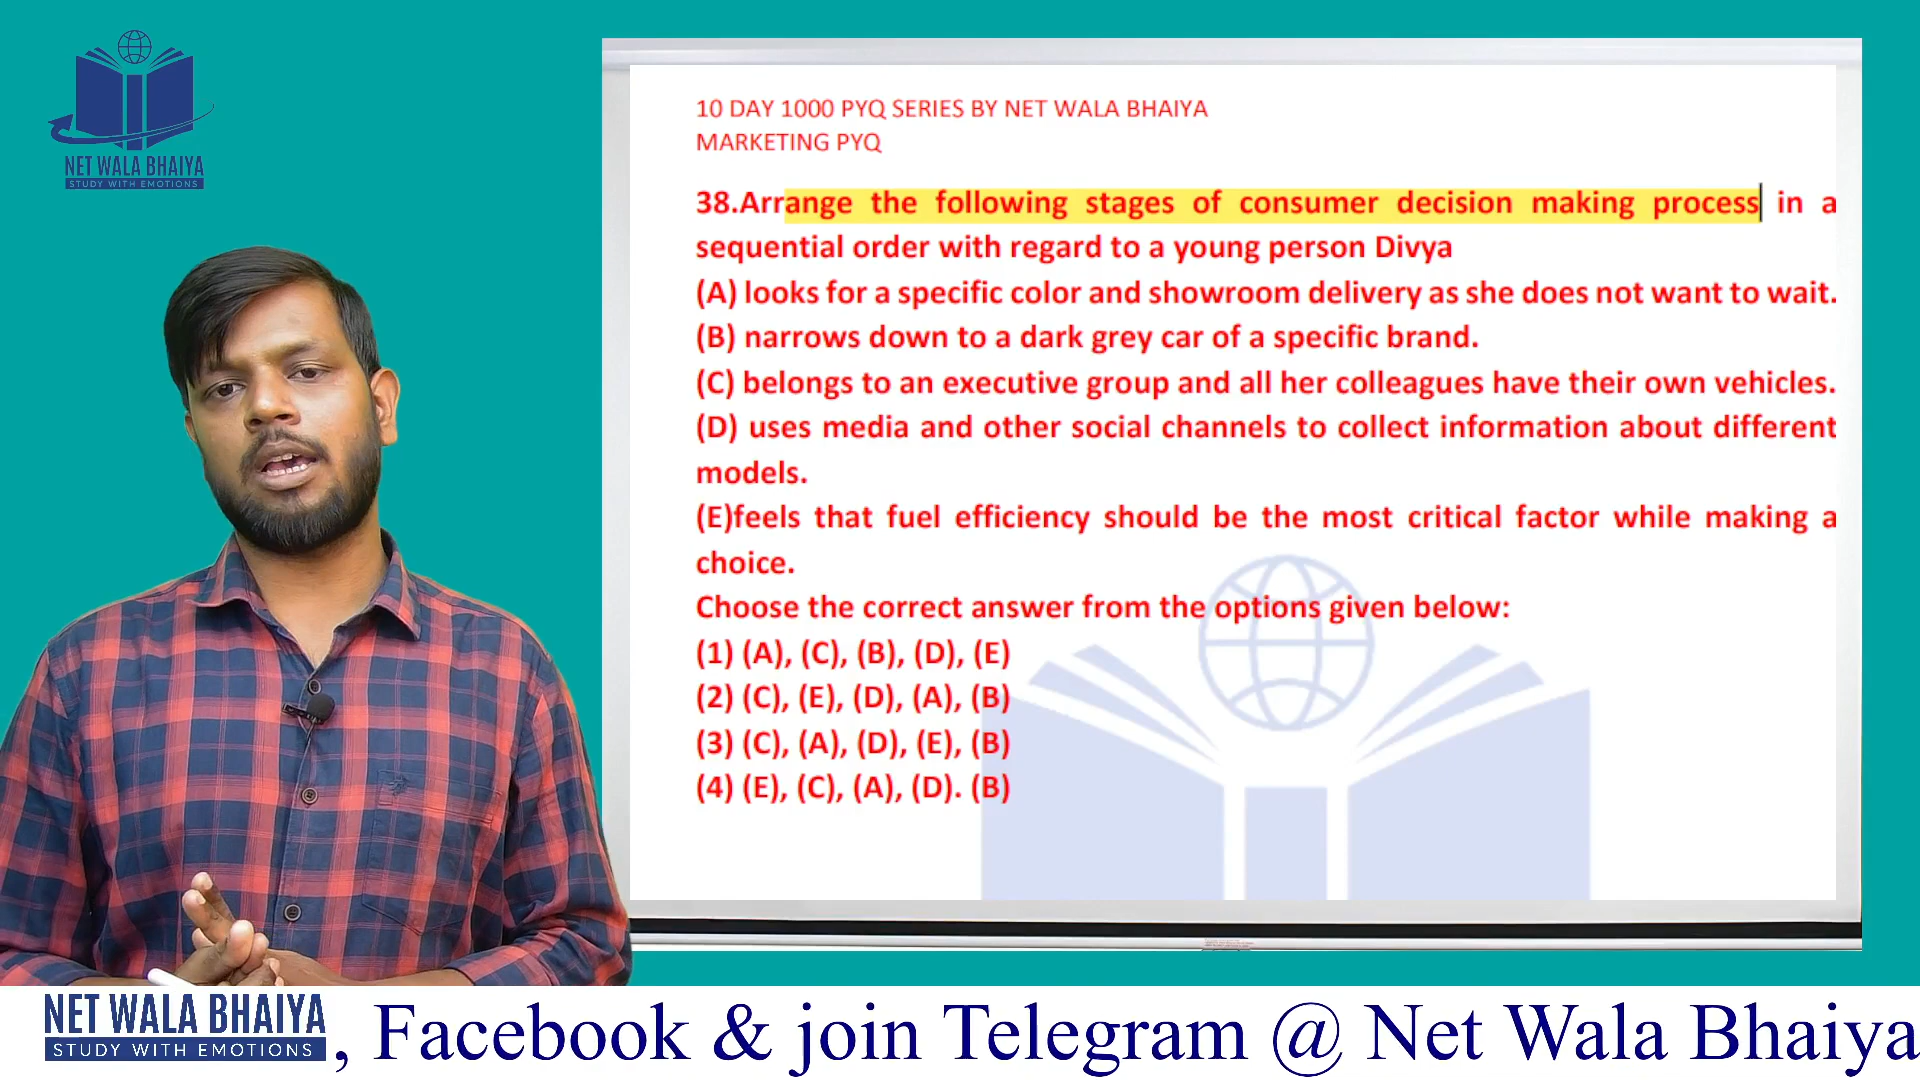 NET WALA BHAIYA
STUDY WITH EMOTIONS
10 DAY 1000 PYQ SERIES BY NET WALA BHAIYA
MARKETING PYQ
38.Arrange the following stages of consumer decision making process in a
sequential order with regard to a young person Divya
(A) looks for a specific color and showroom delivery as she does not want to wait.
(B) narrows down to a dark grey car of a specific brand.
(C) belongs to an executive group and all her colleagues have their own vehicles.
(D) uses media and other social channels to collect information about different
models.
(E)feels that fuel efficiency should be the most critical factor while making a
choice.
Choose the correct answer from the options given below:
(1) (A), (C), (B), (D), (E)
(2) (C), (E), (D), (A), (B)
(3) (C), (A), (D), (E), (B)
(4) (E), (C), (A), (D). (B)
NET WALA BHAIYA
STUDY WITH EMOTIONS
, Facebook & join Telegram @ Net Wala Bhaiya